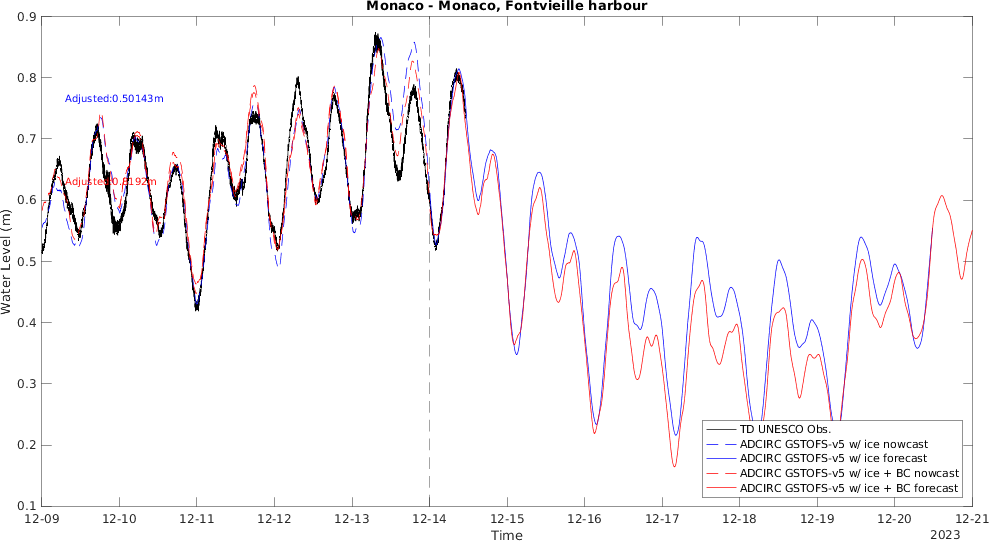 Monaco - Monaco, Fontvieille harbour
0.9
0.8
0.7
0.6
0.5
0.4
0.3
0.2
0.1
Water Level (m)
Adjusted:0.50143m
TD UNESCO Obs.
ADCIRC GSTOFS-v5 w/ ice nowcast
ADCIRC GSTOFS-v5 w/ ice forecast
ADCIRC GSTOFS-v5 w/ ice + BC nowcast
ADCIRC GSTOFS-v5 w/ ice + BC forecast
12-09 12-10 12-11 12-12 12-13 12-14 12-15 12-16 12-17 12-18 12-19 12-20 12-21
Time
2023